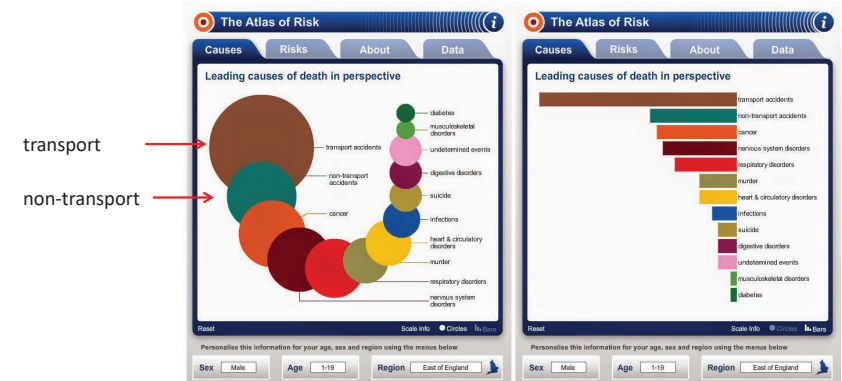 transport
non-transport
The Atlas of Risk
i
Causes
Risks
About
Data
Leading causes of death in perspective
diabetes
musculoskeletal
disorders
transport accidents
undetermined events
non-transport
accidents
digestive disorders
suicide
cancer
infections
heart & circulatory
disorders
murder
respiratory disorders
nervous system
disorders
Reset
Scale Info
Circles
Bars
Personalise this information for your age, sex and region using the menus below
Sex
Male
Age
1-19
Region
East of England
The Atlas of Risk
i
Causes
Risks
About
Data
Leading causes of death in perspective
transport accidents
non-transport accidents
cancer
nervous system disorders
respiratory disorders
murder
heart & circulatory disorders
infections
suicide
digestive disorders
undetermined events
musculoskeletal disorders
diabetes
Reset
Scale Info
Circles
Bars
Personalise this information for your age, sex and region using the menus below
Sex
Male
Age
1-19
Region
East of England